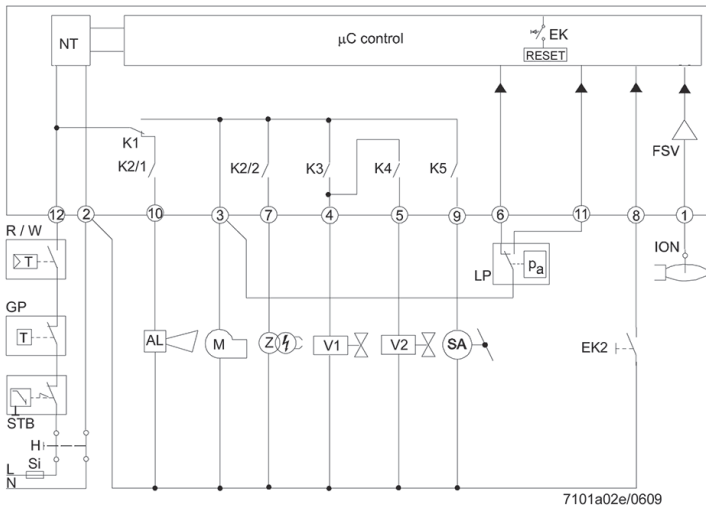 NT
µC control
EK
RESET
K1
K2/1
K2/2
K3
K4
K5
FSV
12
2
10
3
7
4
5
9
6
11
8
1
R / W
T
LP
pa
ION
GP
T
AL
M
Z
V1
V2
SA
EK2
STB
H
Si
L
N
7101a02e/0609